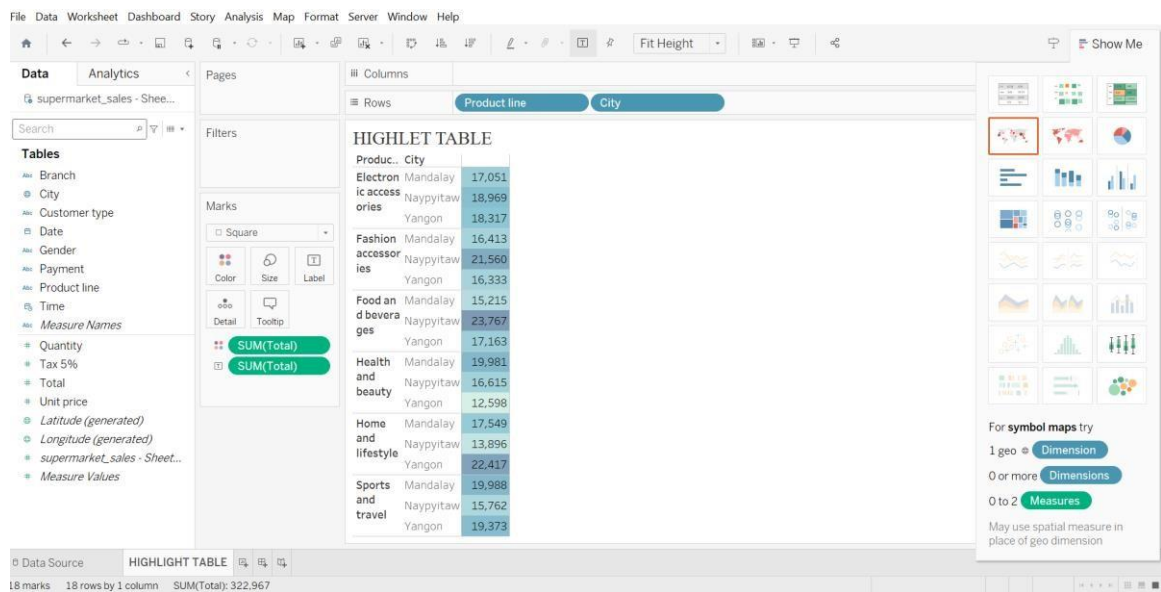 File Data Worksheet Dashboard Story Analysis Map Format Server Window Help
Fit Height
Show Me
Data Analytics
supermarket_sales - Shee...
Search
Tables
Abc Branch
City
Abc Customer type
Date
Abc Gender
Abc Payment
Abc Product line
Time
Abc Measure Names
# Quantity
# Tax 5%
# Total
# Unit price
Latitude (generated)
Longitude (generated)
# supermarket_sales - Sheet...
# Measure Values
Pages
Filters
Marks
Square
Color Size Label
Detail Tooltip
SUM(Total)
SUM(Total)
Columns
Rows Product line City
HIGHLET TABLE
Produc.. City
Electron Mandalay 17,051
ic access Naypyitaw 18,969
ories Yangon 18,317
Fashion Mandalay 16,413
accessor Naypyitaw 21,560
ies Yangon 16,333
Food an Mandalay 15,215
d bevera Naypyitaw 23,767
ges Yangon 17,163
Health Mandalay 19,981
and Naypyitaw 16,615
beauty Yangon 12,598
Home Mandalay 17,549
and Naypyitaw 13,896
lifestyle Yangon 22,417
Sports Mandalay 19,988
and Naypyitaw 15,762
travel Yangon 19,373
For symbol maps try
1 geo Dimension
0 or more Dimensions
0 to 2 Measures
May use spatial measure in
place of geo dimension
Data Source HIGHLIGHT TABLE
18 marks 18 rows by 1 column SUM(Total): 322,967